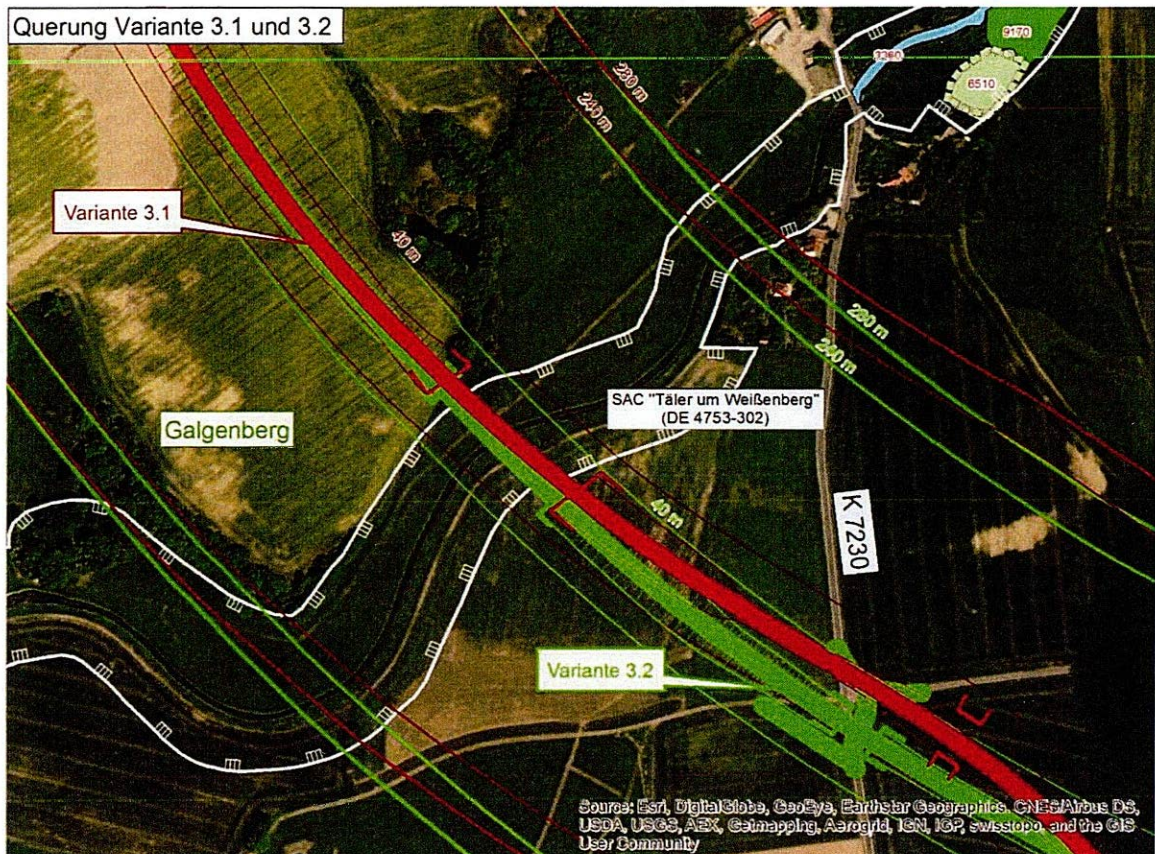 Querung Variante 3.1 und 3.2
9170
3260
6510
280 m
240 m
Variante 3.1
40 m
280 m
240 m
SAC "Täler um Weißenberg"
(DE 4753-302)
Galgenberg
40 m
K 7230
Variante 3.2
Source: Esri, DigitalGlobe, GeoEye, Earthstar Geographics, CNES/Airbus DS,
USDA, USGS, AEX, Getmapping, Aerogrid, IGN, IGP, swisstopo, and the GIS
User Community